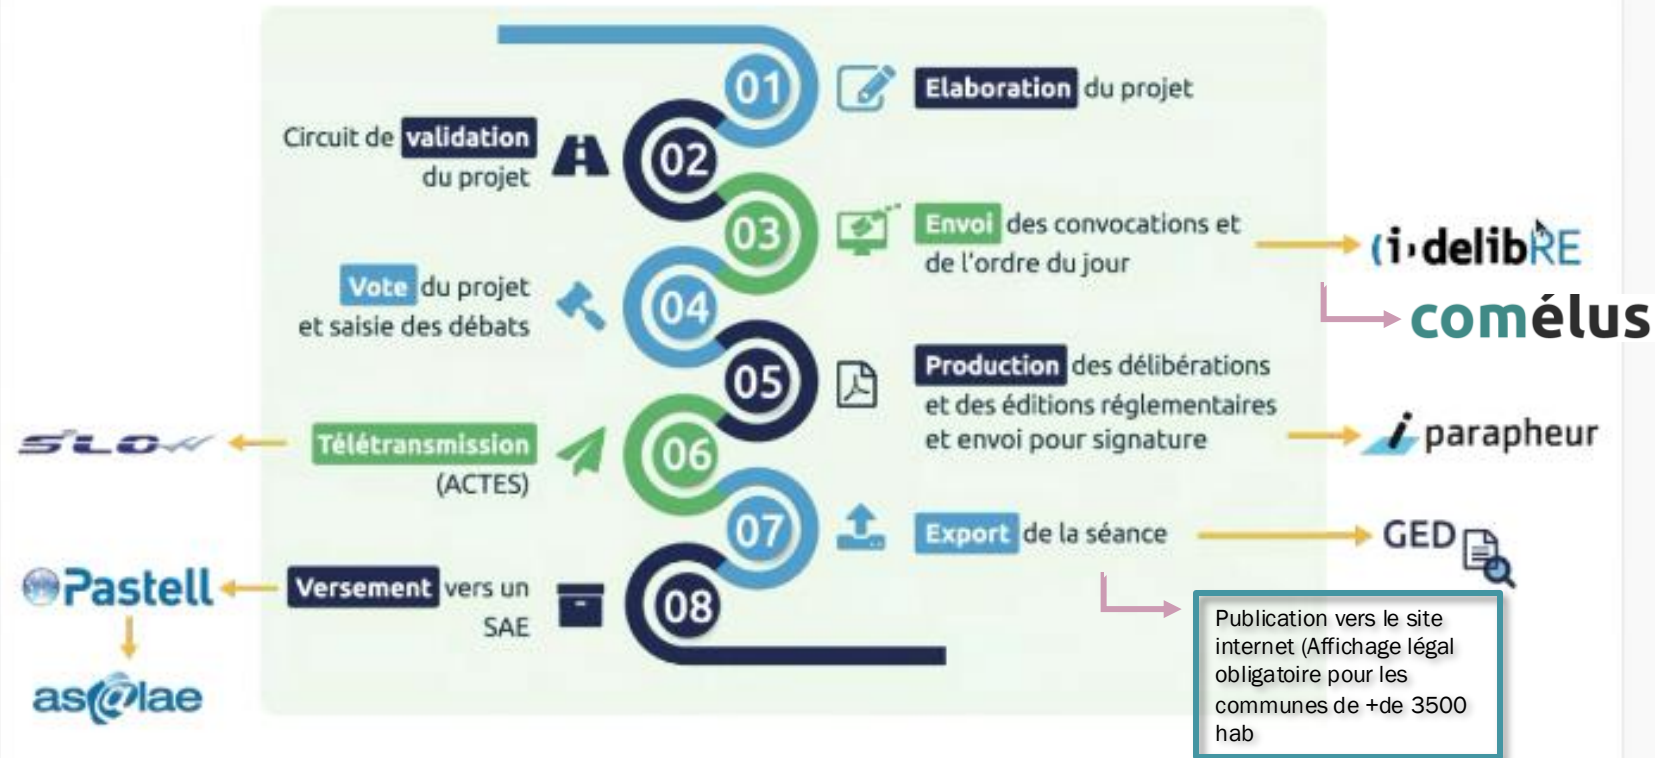 01
Elaboration du projet
Circuit de validation
du projet
02
03
Envoi des convocations et
de l'ordre du jour
(i)delibRE
comélus
Vote du projet
et saisie des débats
04
05
Production des délibérations
et des éditions réglementaires
et envoi pour signature
i parapheur
S²LOW
Télétransmission
(ACTES)
06
07
Export de la séance
GED
Pastell
Versement vers un
SAE
08
as@lae
Publication vers le site
internet (Affichage légal
obligatoire pour les
communes de +de 3500
hab